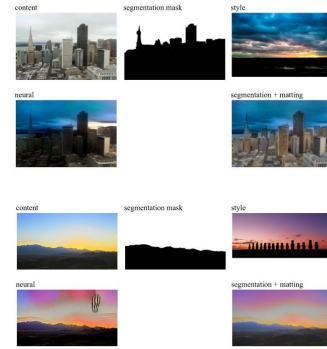 content segmentation mask style
neural segmentation + matting
content segmentation mask style
neural segmentation + matting